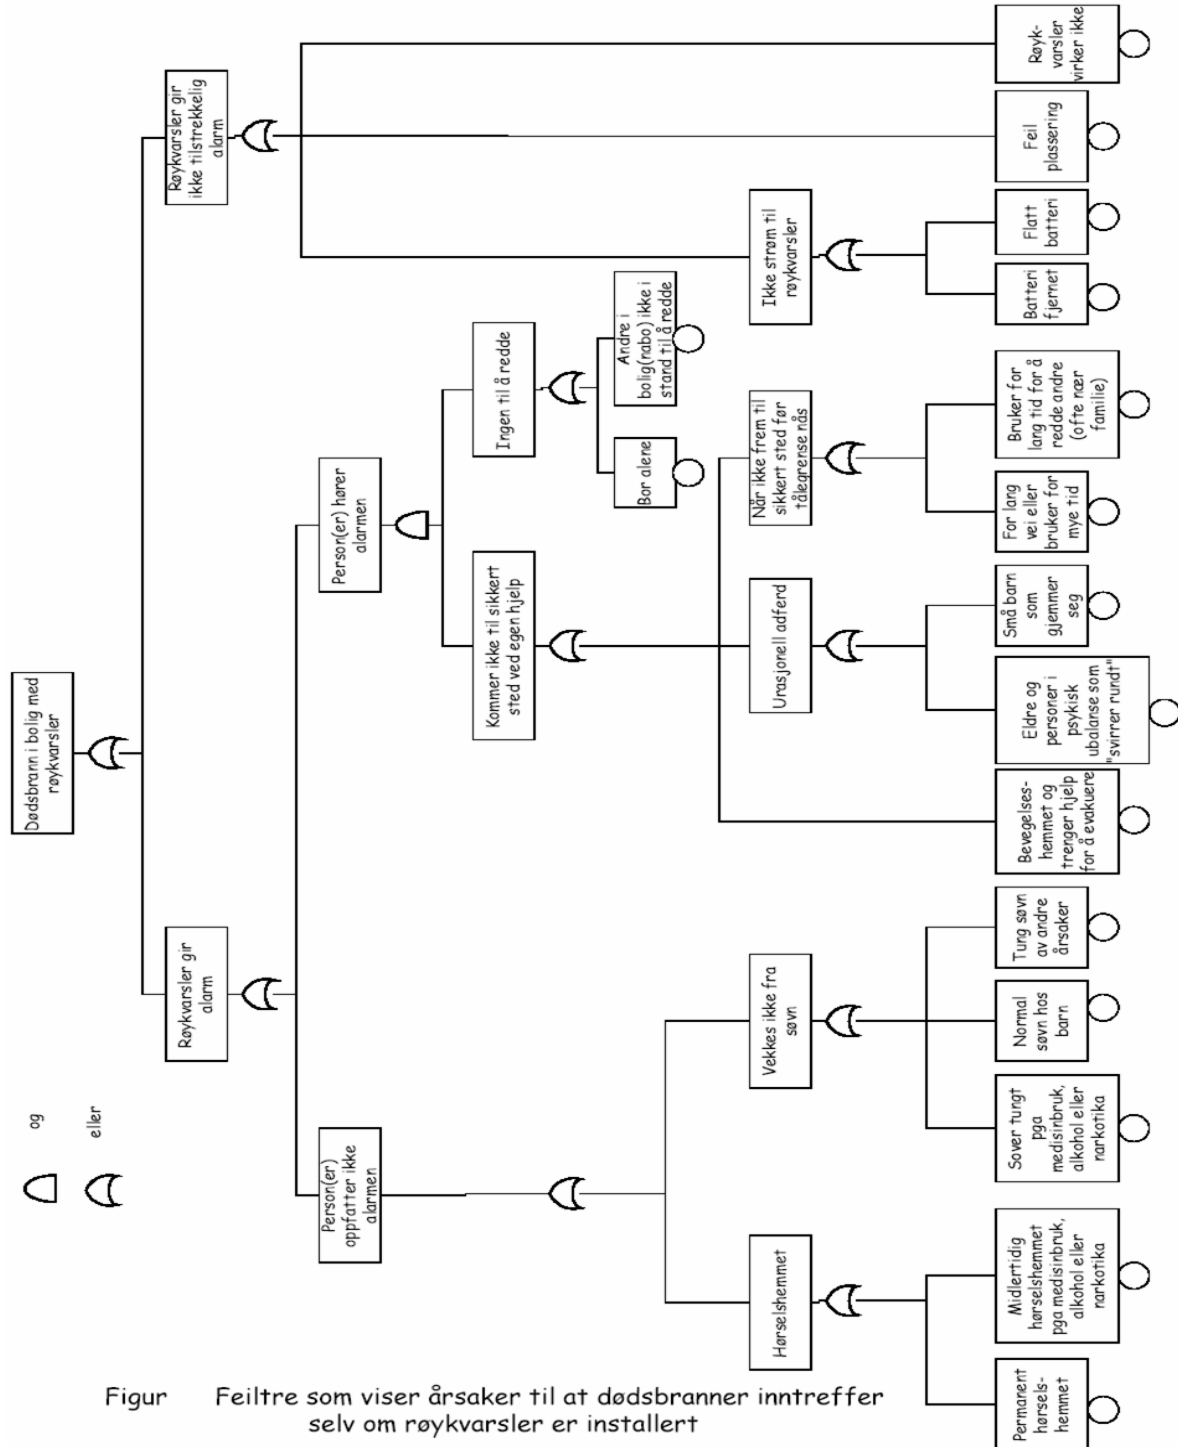 Dødsbrann i bolig med
røykvarsler
og
eller
Røykvarsler gir
alarm
Røykvarsler gir
ikke tilstrekkelig
alarm
Person(er)
oppfatter ikke
alarmen
Person(er) hører
alarmen
Kommer ikke til sikkert
sted ved egen hjelp
Ingen til å redde
Bor alene
Andre i
bolig(nabo) ikke i
stand til å redde
Hørselshemmet
Vekkes ikke fra
søvn
Urasjonell adferd
Når ikke frem til
sikkert sted før
tålegrense nås
Ikke strøm til
røykvarsler
Permanent
hørsels-
hemmet
Midlertidig
hørselshemmet
pga medisinbruk,
alkohol eller
narkotika
Sover tungt
pga
medisinbruk,
alkohol eller
narkotika
Normal
søvn hos
barn
Tung søvn
av andre
årsaker
Bevegelses-
hemmet og
trenger hjelp
for å evakuere
Eldre og
personer i
psykisk
ubalanse som
"svirrer rundt"
Små barn
som
gjemmer
seg
For lang
vei eller
bruker for
mye tid
Bruker for
lang tid for å
redde andre
(ofte nær
familie)
Batteri
fjernet
Flatt
batteri
Feil
plassering
Røyk-
varsler
virker ikke
Figur Feiltre som viser årsaker til at dødsbranner inntreffer
selv om røykvarsler er installert